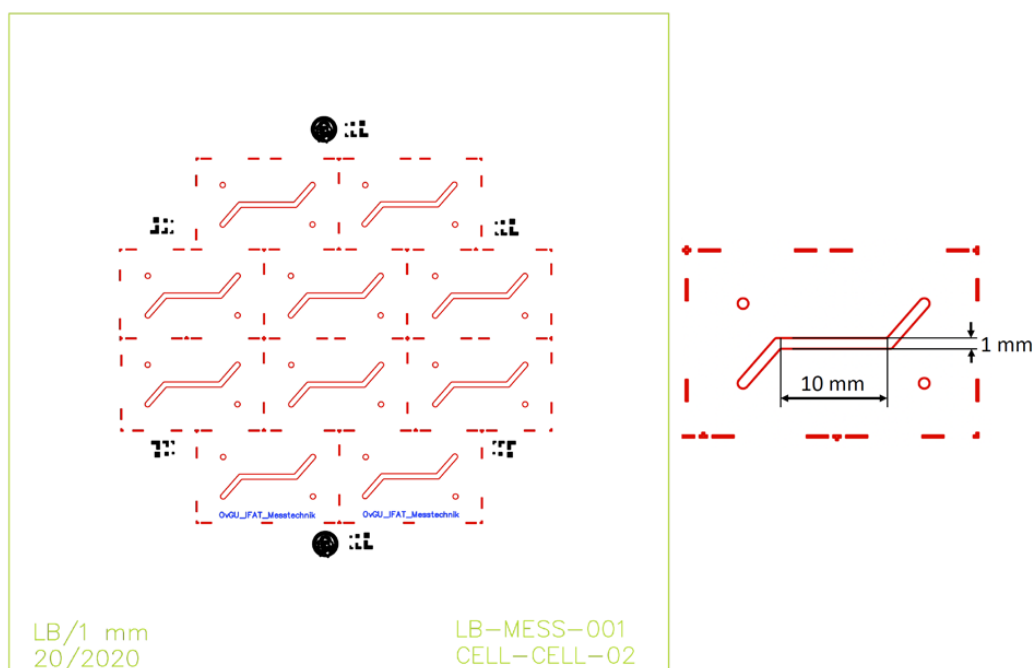 1 mm
10 mm
OvGU_IFAT_Messtechnik OvGU_IFAT_Messtechnik
LB/1 mm
20/2020
LB-MESS-001
CELL-CELL-02